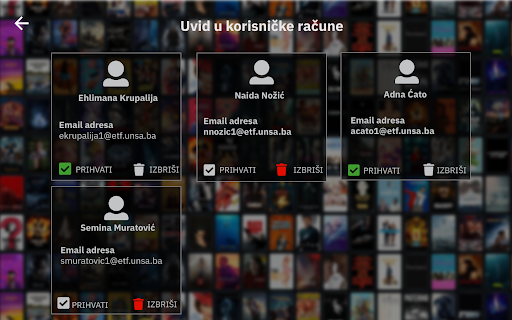 Uvid u korisničke račune
Ehlimana Krupalija
Email adresa
ekrupalija1@etf.unsa.ba
PRIHVATI IZBRIŠI
Naida Nožić
Email adresa
nnozic1@etf.unsa.ba
PRIHVATI IZBRIŠI
Adna Ćato
Email adresa
acato1@etf.unsa.ba
PRIHVATI IZBRIŠI
Semina Muratović
Email adresa
smuratovic1@etf.unsa.ba
PRIHVATI IZBRIŠI